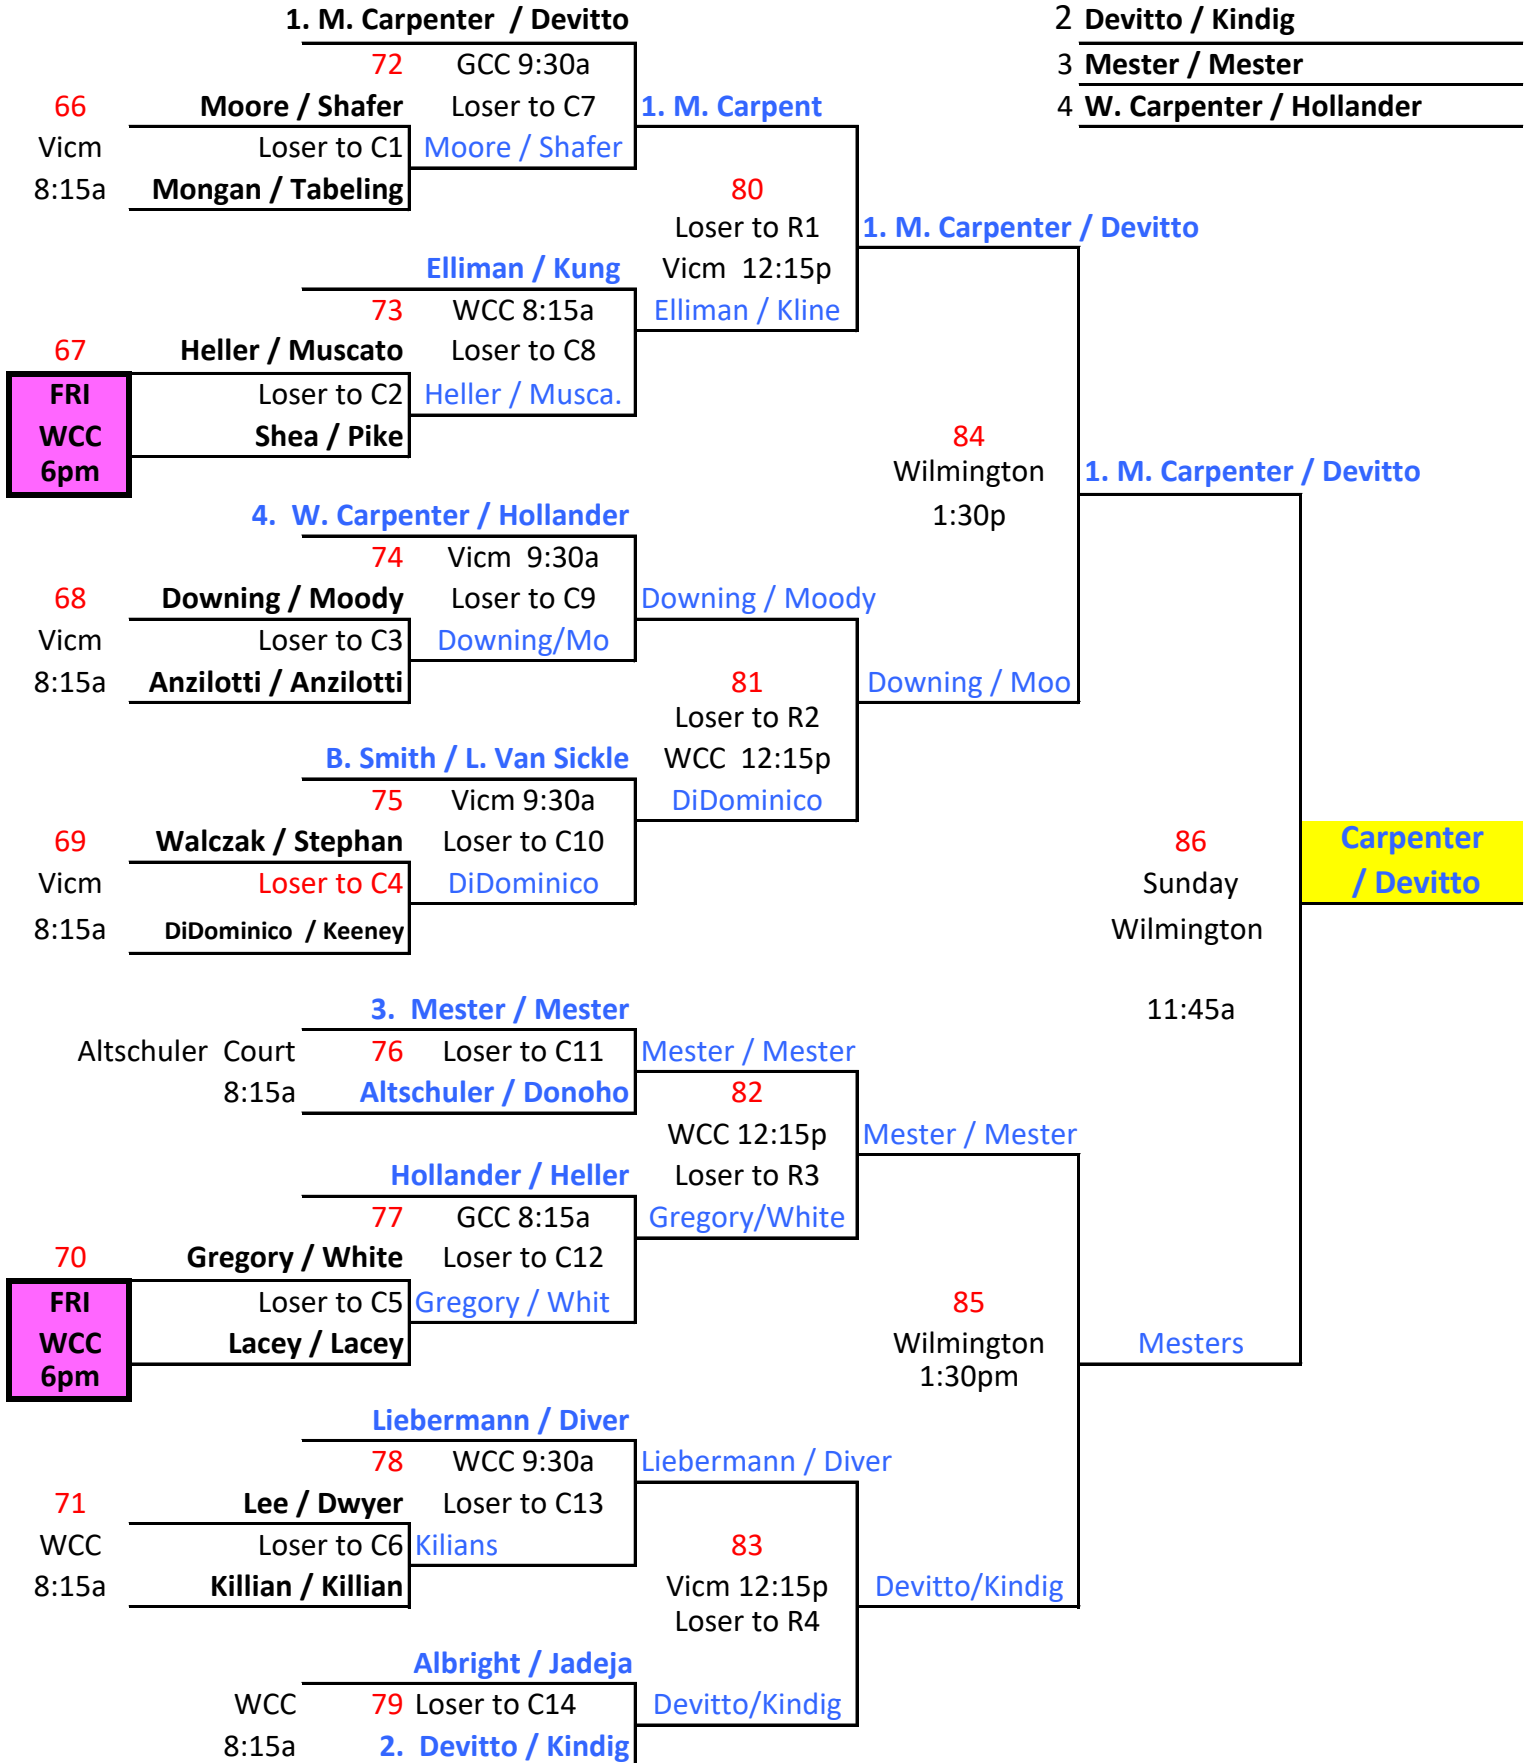 1. M. Carpenter / Devitto
2 Devitto / Kindig
72 GCC 9:30a
3 Mester / Mester
66 Moore / Shafer Loser to C7 1. M. Carpent
4 W. Carpenter / Hollander
Vicm Loser to C1 Moore / Shafer
8:15a Mongan / Tabeling 80
Loser to R1 1. M. Carpenter / Devitto
Elliman / Kung Vicm 12:15p
73 WCC 8:15a Elliman / Kline
67 Heller / Muscato Loser to C8
FRI Loser to C2 Heller / Musca.
WCC Shea / Pike 84
6pm Wilmington 1. M. Carpenter / Devitto
4. W. Carpenter / Hollander 1:30p
74 Vicm 9:30a
68 Downing / Moody Loser to C9 Downing / Moody
Vicm Loser to C3 Downing/Mo
8:15a Anzilotti / Anzilotti 81 Downing / Moo
Loser to R2
B. Smith / L. Van Sickle WCC 12:15p
75 Vicm 9:30a DiDominico
69 Walczak / Stephan Loser to C10 86 Carpenter
Vicm Loser to C4 DiDominico Sunday / Devitto
8:15a DiDominico / Keeney Wilmington
3. Mester / Mester 11:45a
Altschuler Court 76 Loser to C11 Mester / Mester
8:15a Altschuler / Donoho 82
WCC 12:15p Mester / Mester
Hollander / Heller Loser to R3
77 GCC 8:15a Gregory/White
70 Gregory / White Loser to C12
FRI Loser to C5 Gregory / Whit 85
WCC Lacey / Lacey Wilmington Mesters
6pm 1:30pm
Liebermann / Diver
78 WCC 9:30a Liebermann / Diver
71 Lee / Dwyer Loser to C13
WCC Loser to C6 Kilians 83
8:15a Killian / Killian Vicm 12:15p Devitto/Kindig
Loser to R4
Albright / Jadeja
WCC 79 Loser to C14 Devitto/Kindig
8:15a 2. Devitto / Kindig